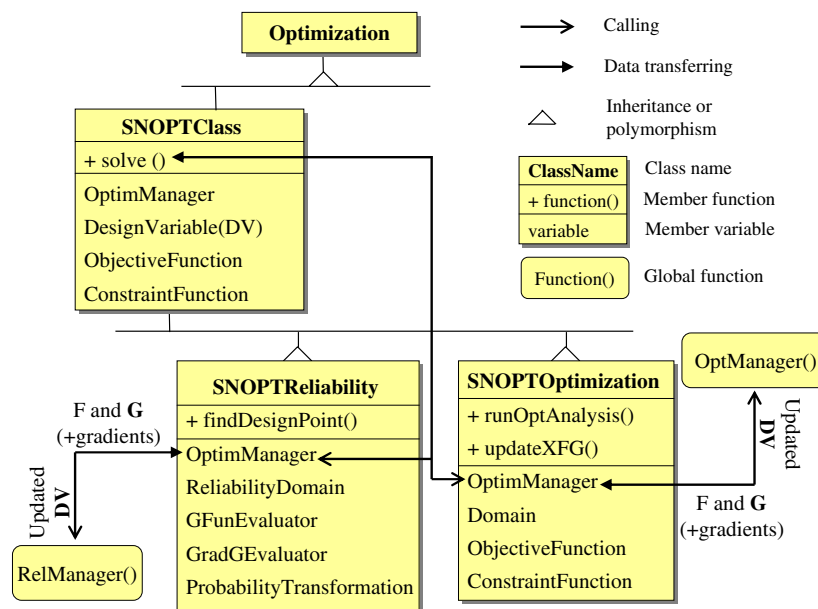 Optimization
SNOPTClass
+ solve ()
OptimManager
DesignVariable(DV)
ObjectiveFunction
ConstraintFunction
Calling
Data transferring
Inheritance or
polymorphism
ClassName
+ function()
variable
Class name
Member function
Member variable
Function()
Global function
SNOPTReliability
+ findDesignPoint()
OptimManager
ReliabilityDomain
GFunEvaluator
GradGEvaluator
ProbabilityTransformation
SNOPTOptimization
+ runOptAnalysis()
+ updateXFG()
OptimManager
Domain
ObjectiveFunction
ConstraintFunction
OptManager()
Updated
DV
F and G
(+gradients)
F and G
(+gradients)
Updated
DV
RelManager()